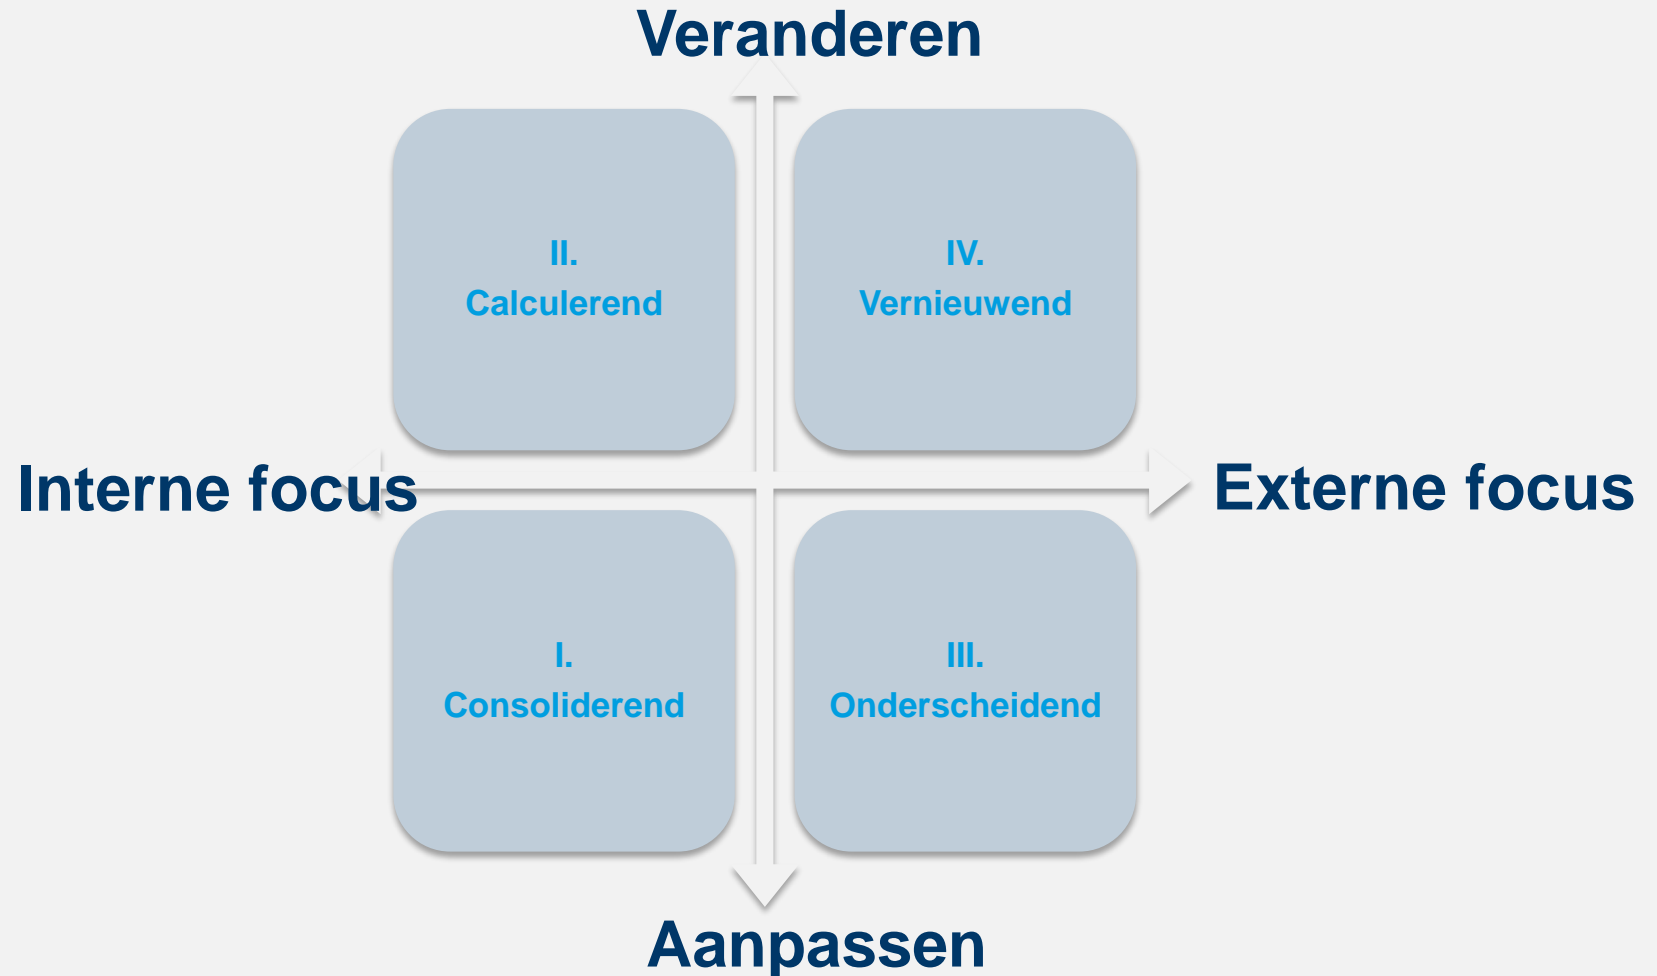 Veranderen
II.
Calculerend
IV.
Vernieuwend
Interne focus
Externe focus
I.
Consoliderend
III.
Onderscheidend
Aanpassen